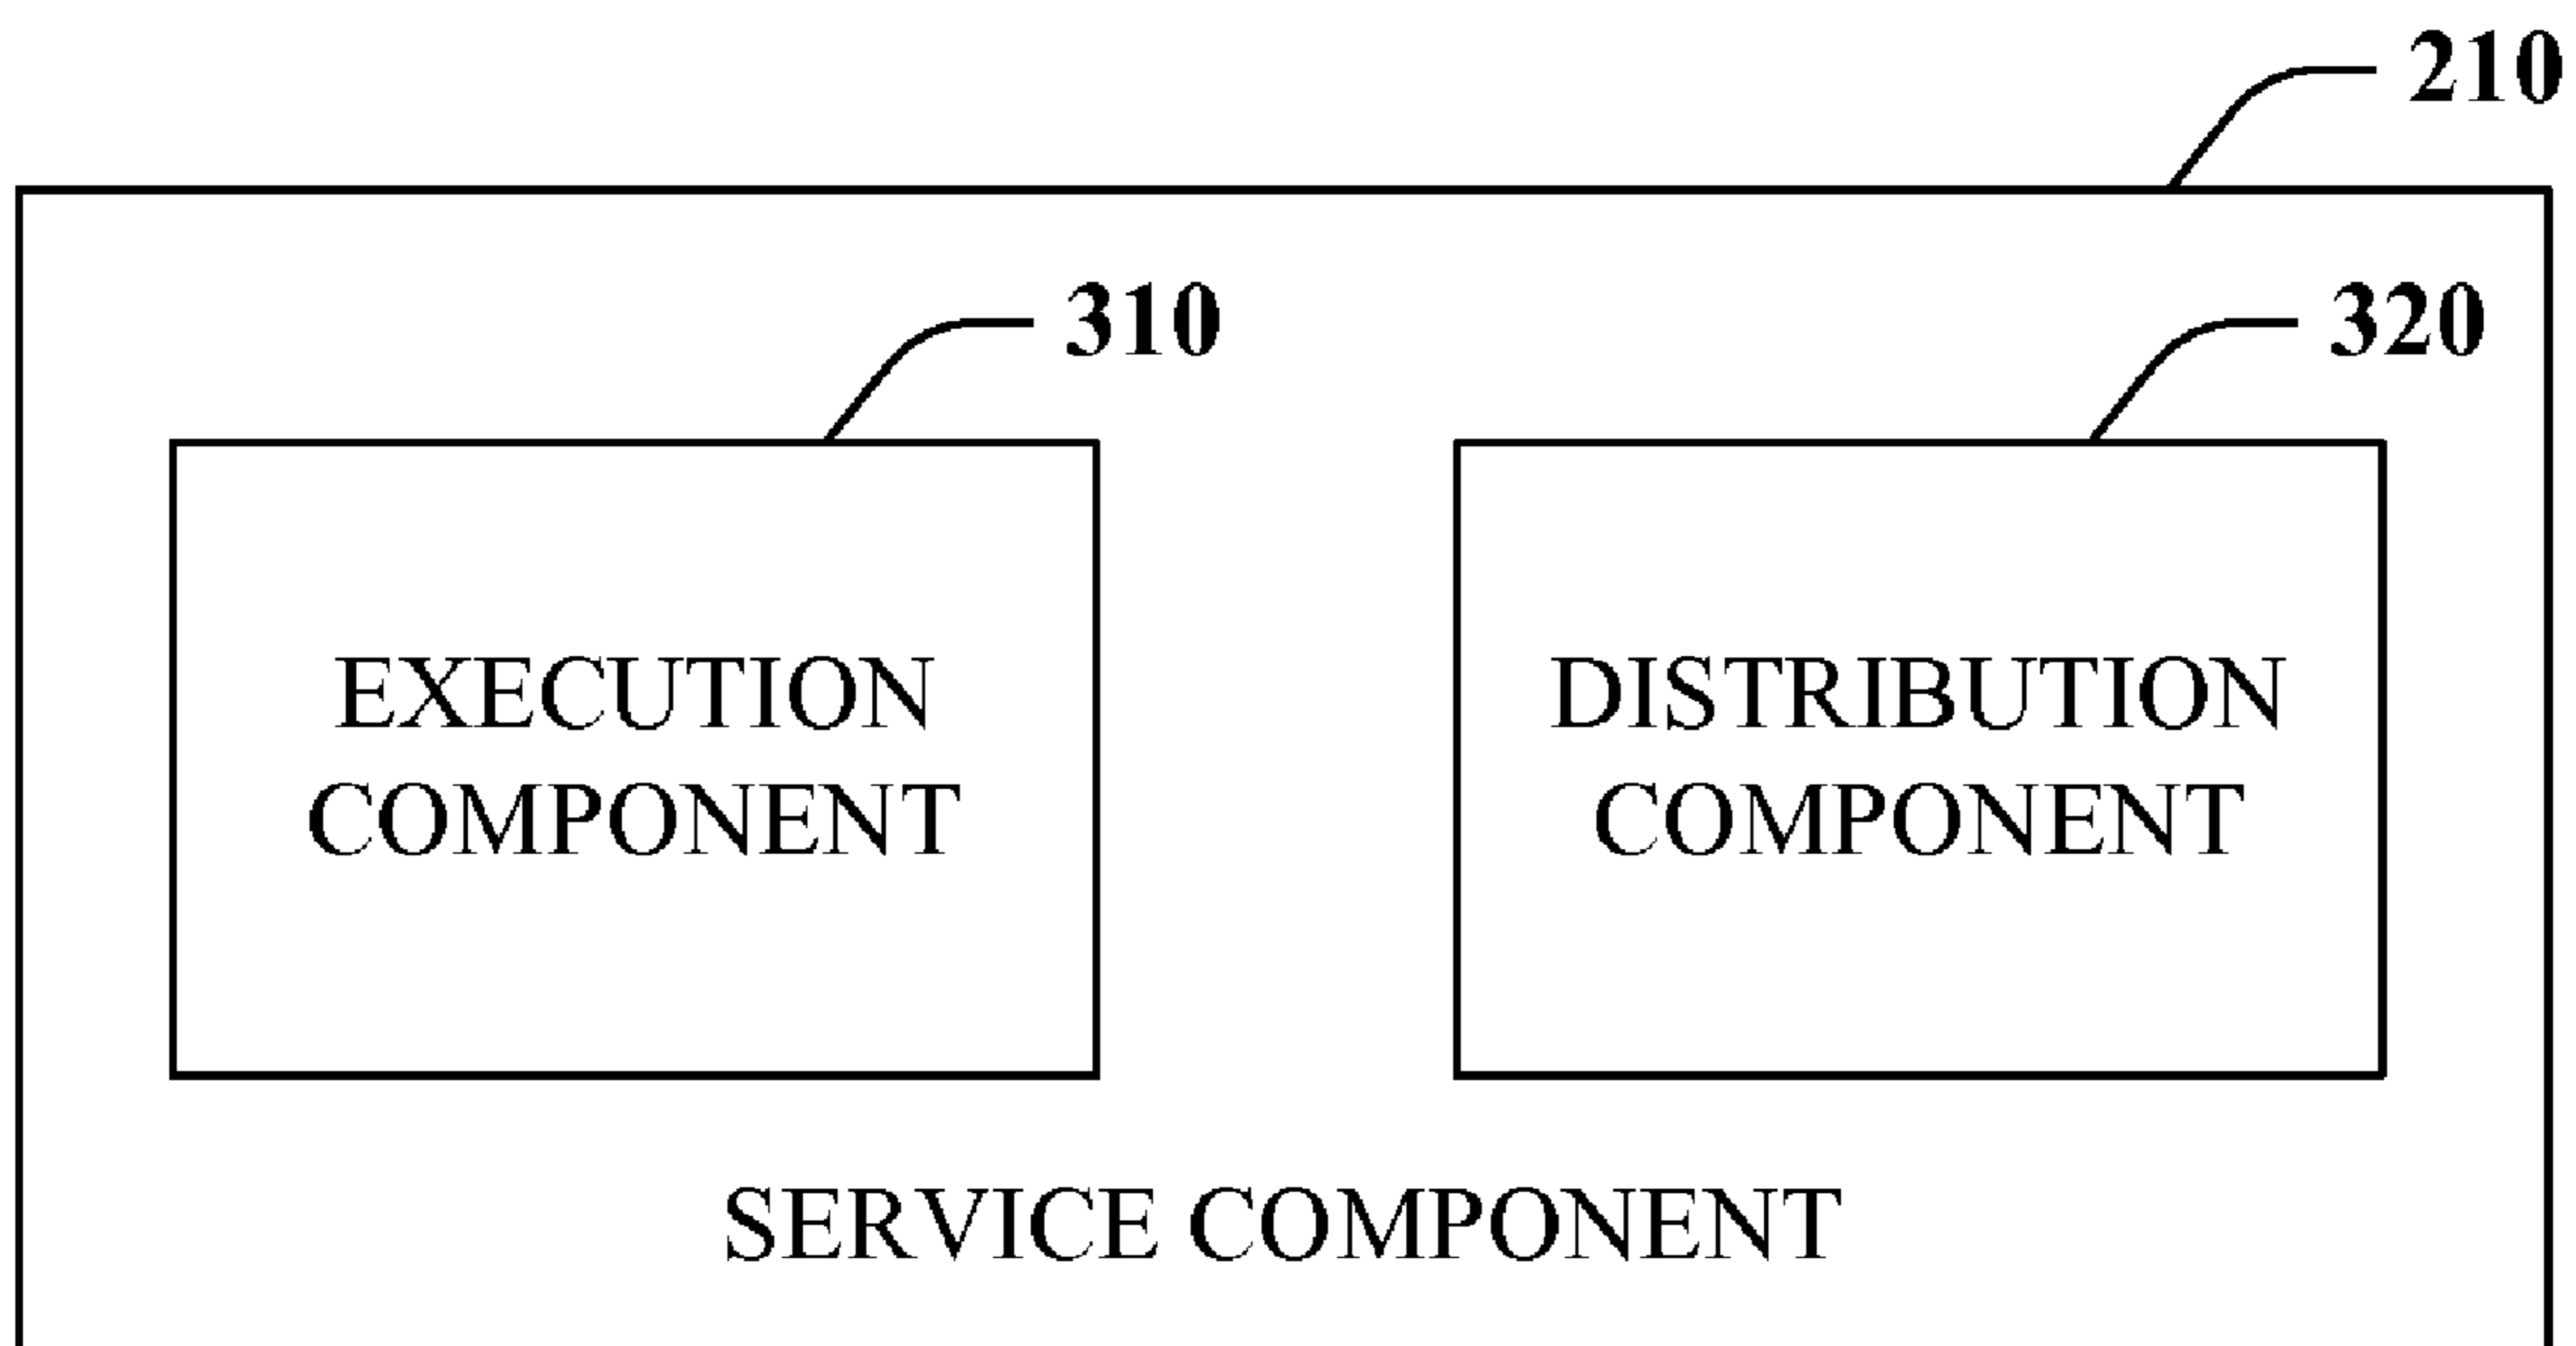 210
310
320
EXECUTION
COMPONENT
DISTRIBUTION
COMPONENT
SERVICE COMPONENT